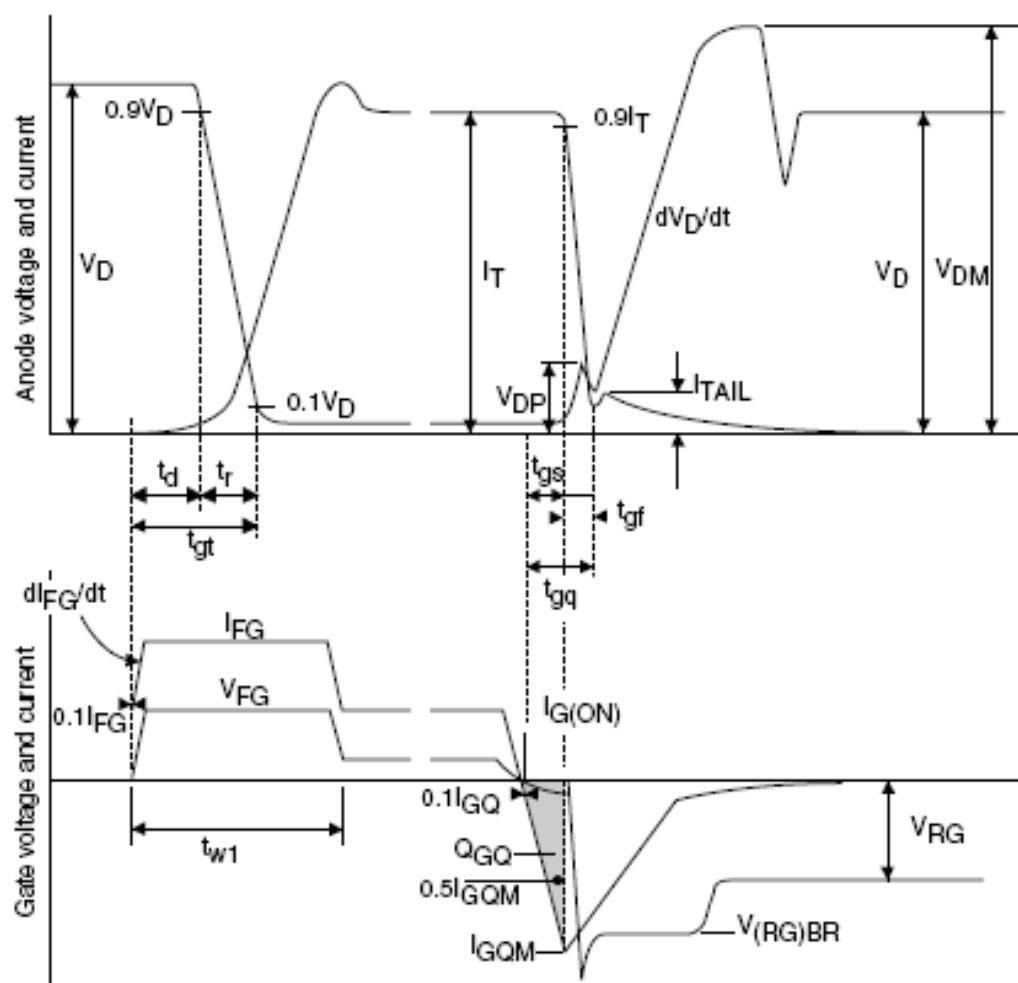 Anode voltage and current
0.9VD
0.9IT
dVD/dt
VD
IT
VD
VDM
VDP
ITAIL
0.1VD
td
tr
tgs
tgf
tgt
tgq
dIFG/dt
IFG
VFG
IG(ON)
0.1IFG
Gate voltage and current
0.1IGQ
tw1
QGQ
VRG
0.5IGQM
V(RG)BR
IGQM